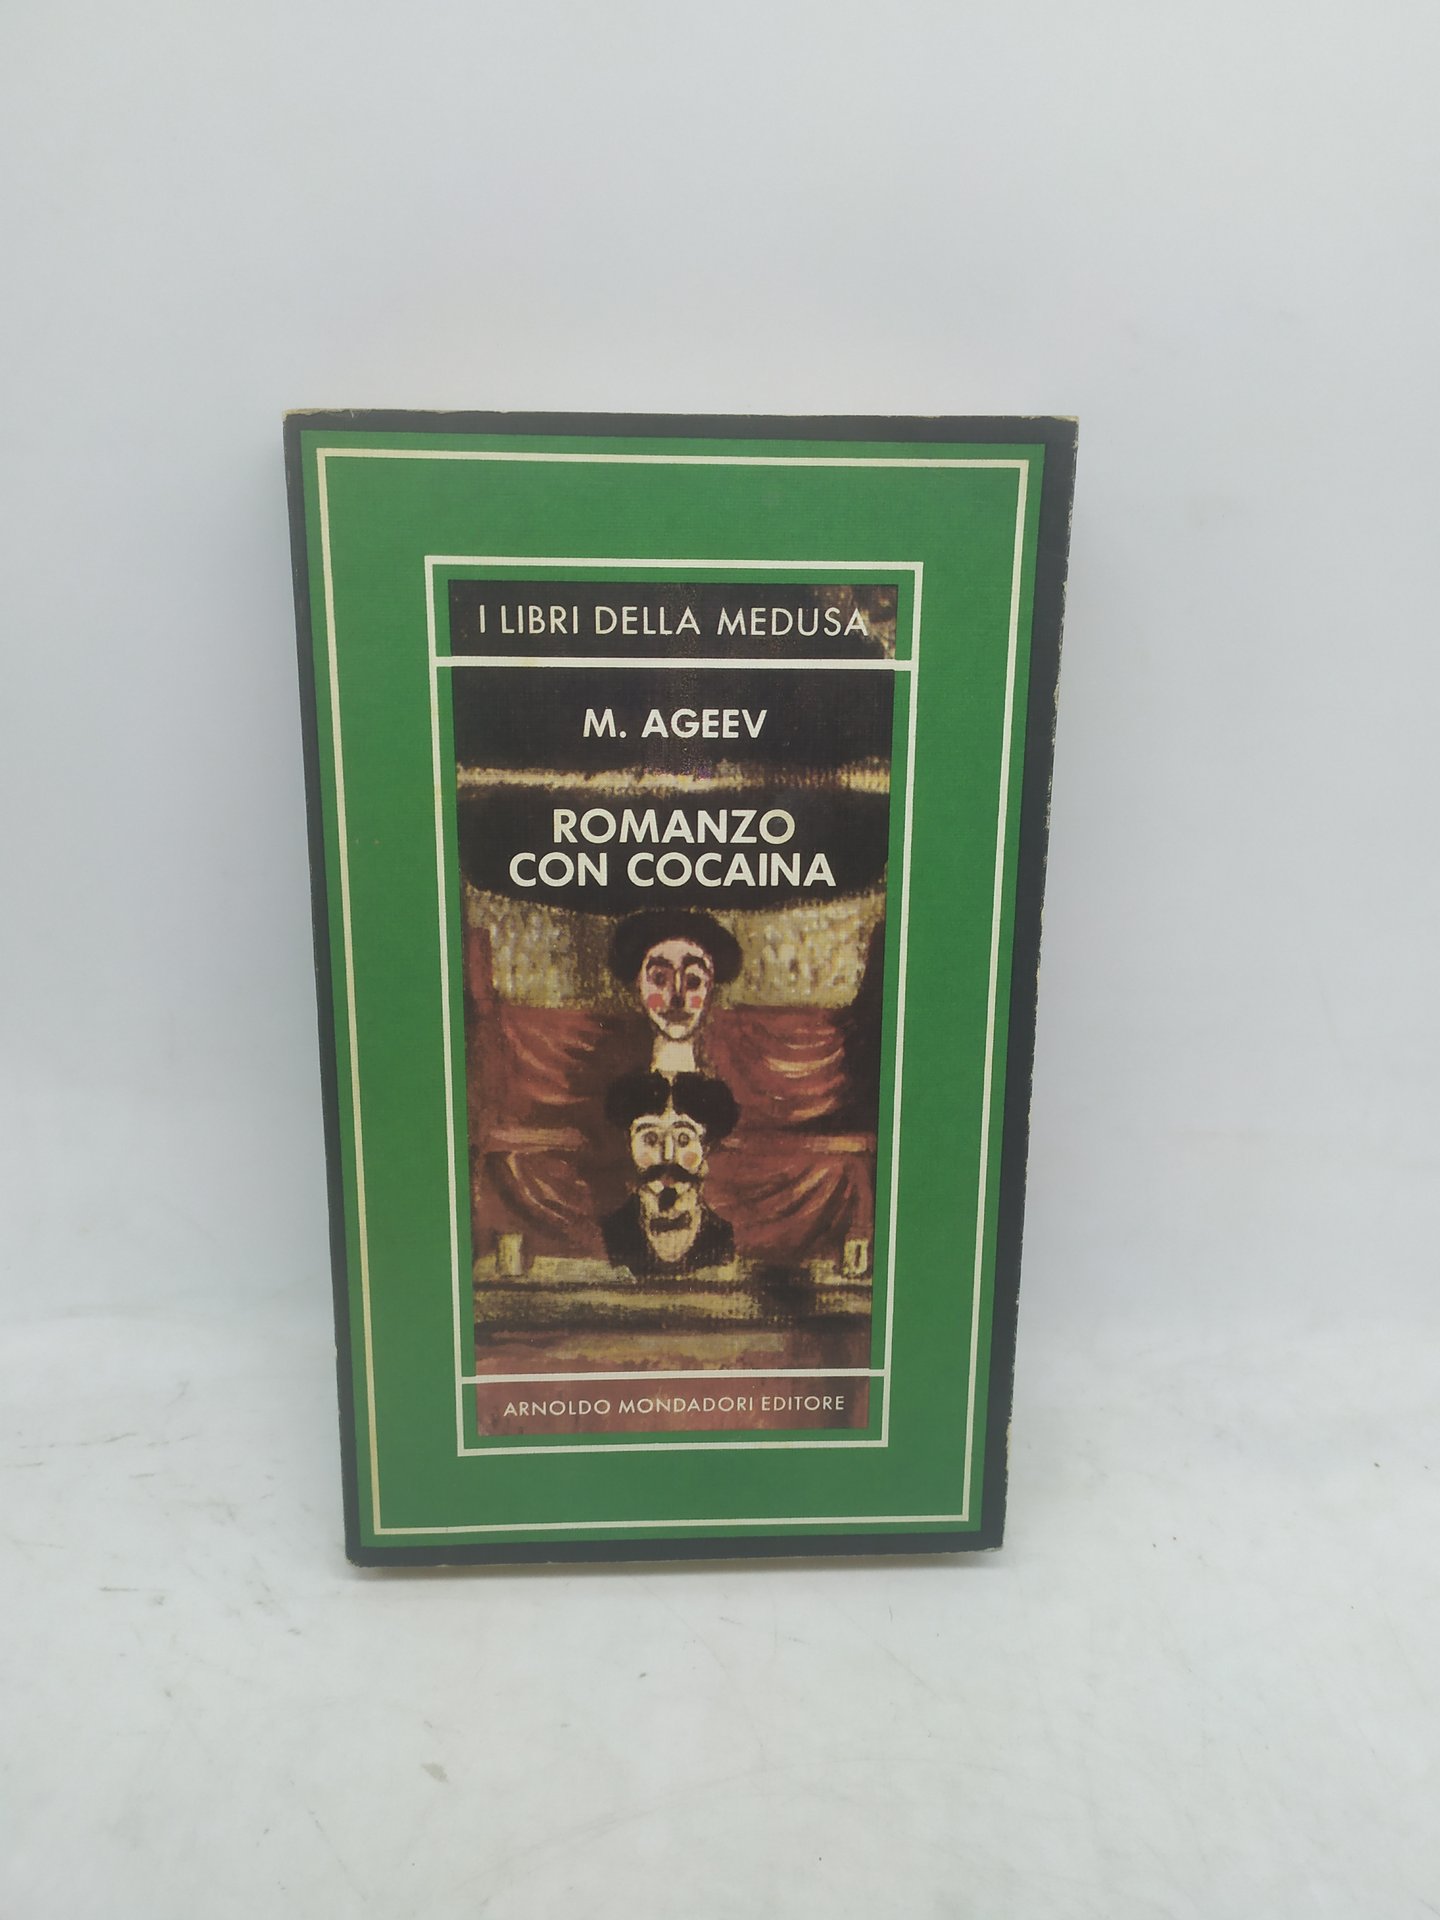 I LIBRI DELLA MEDUSA
M. AGEEV
ROMANZO
CON COCAINA
ARNOLDO MONDADORI EDITORE